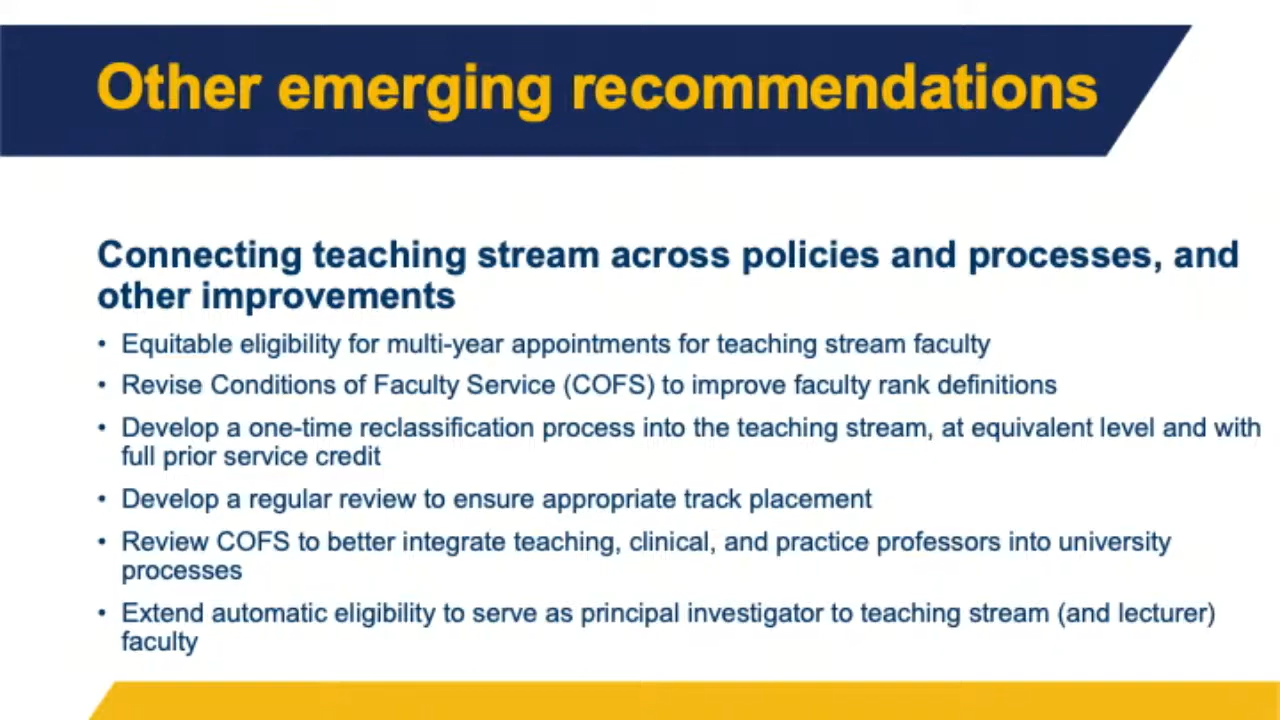 Other emerging recommendations
Connecting teaching stream across policies and processes, and
other improvements
• Equitable eligibility for multi-year appointments for teaching stream faculty
• Revise Conditions of Faculty Service (COFS) to improve faculty rank definitions
• Develop a one-time reclassification process into the teaching stream, at equivalent level and with
full prior service credit
• Develop a regular review to ensure appropriate track placement
• Review COFS to better integrate teaching, clinical, and practice professors into university
processes
• Extend automatic eligibility to serve as principal investigator to teaching stream (and lecturer)
faculty